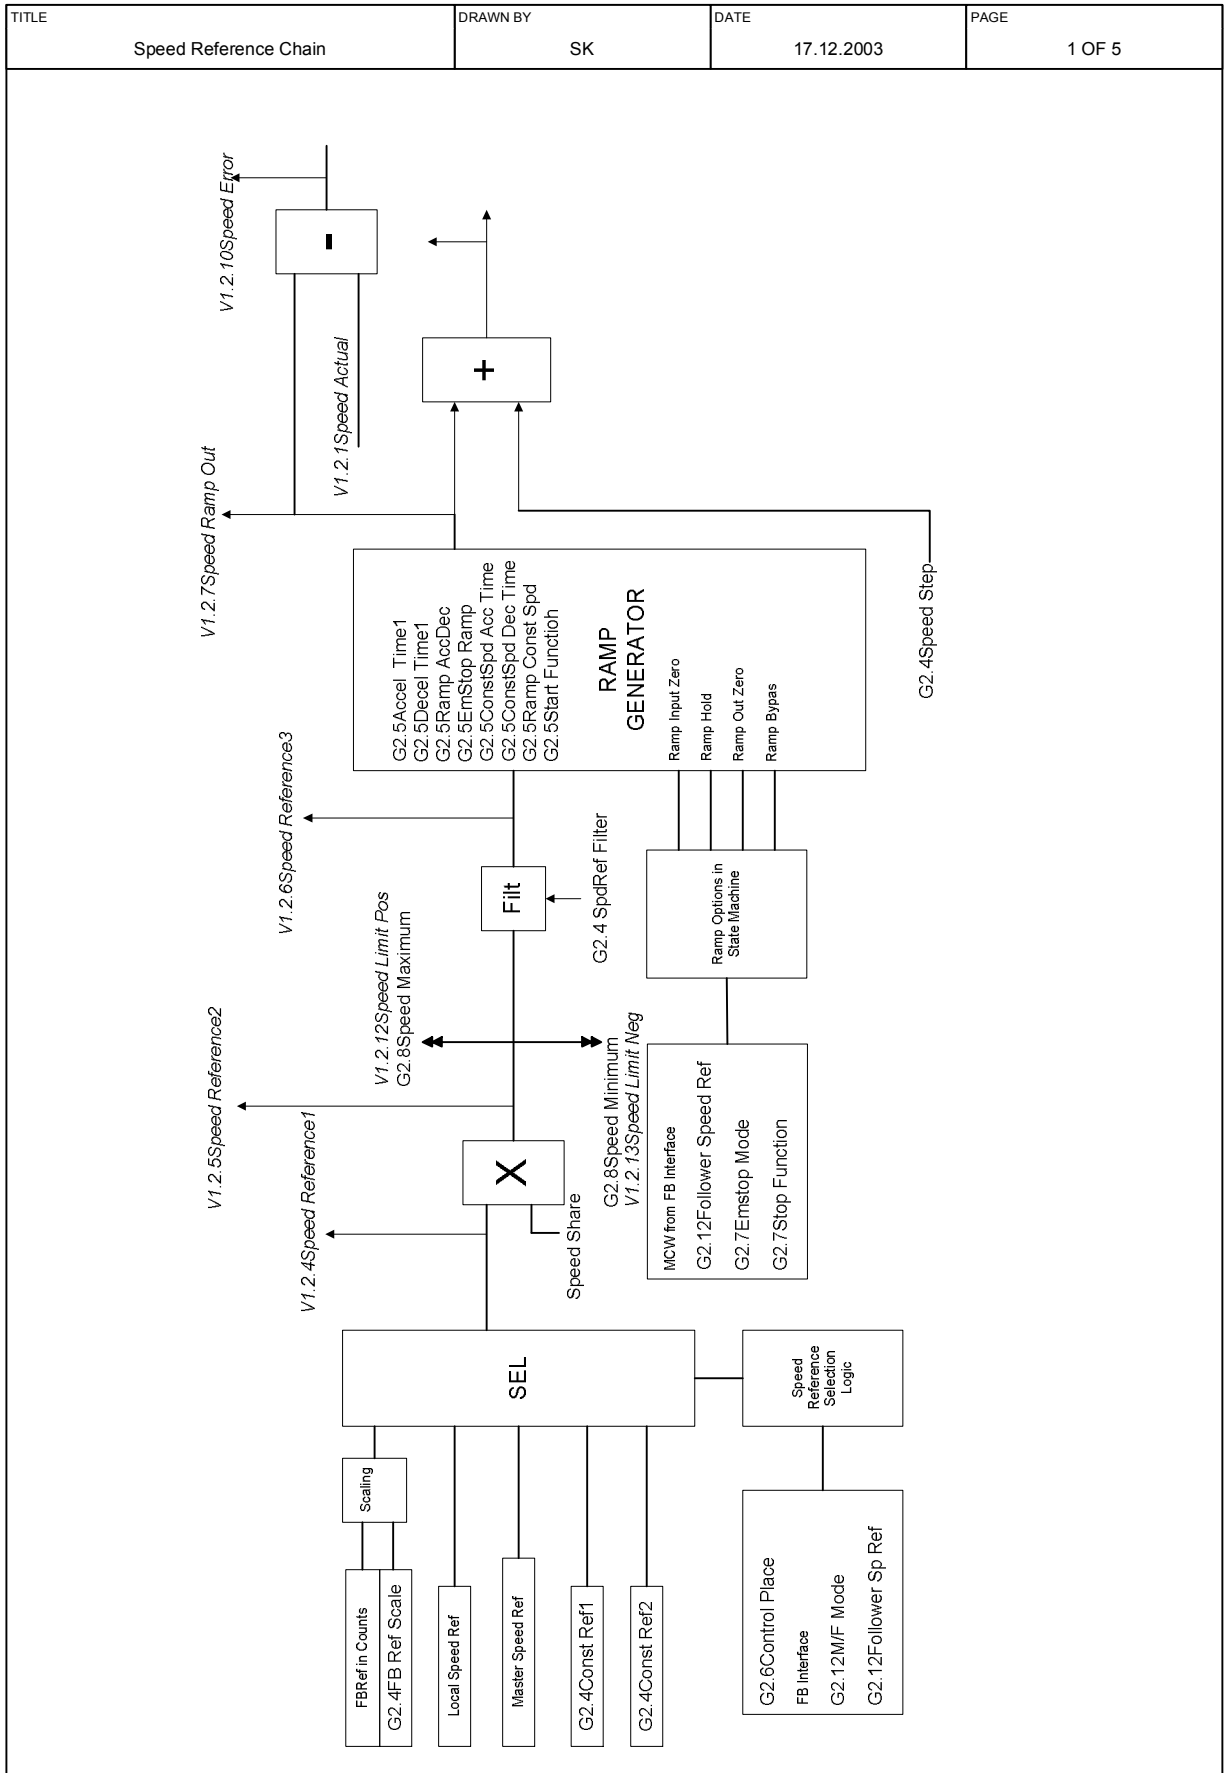 TITLE
Speed Reference Chain
DRAWN BY
SK
DATE
17.12.2003
PAGE
1 OF 5
FBRef in Counts
G2.4FB Ref Scale
Scaling
Local Speed Ref
Master Speed Ref
G2.4Const Ref1
G2.4Const Ref2
G2.6Control Place
FB Interface
G2.12M/F Mode
G2.12Follower Sp Ref
SEL
Speed
Reference
Selection
Logic
V1.2.4Speed Reference1
Speed Share
X
V1.2.5Speed Reference2
V1.2.12Speed Limit Pos
G2.8Speed Maximum
G2.8Speed Minimum
V1.2.13Speed Limit Neg
MCW from FB Interface
G2.12Follower Speed Ref
G2.7Emstop Mode
G2.7Stop Function
Filt
G2.4 SpdRef Filter
Ramp Options in
State Machine
V1.2.6Speed Reference3
G2.5Accel Time1
G2.5Decel Time1
G2.5Ramp AccDec
G2.5EmStop Ramp
G2.5ConstSpd Acc Time
G2.5ConstSpd Dec Time
G2.5Ramp Const Spd
G2.5Start Functioh
RAMP
GENERATOR
Ramp Input Zero
Ramp Hold
Ramp Out Zero
Ramp Bypas
V1.2.7Speed Ramp Out
G2.4Speed Step
V1.2.1Speed Actual
+
-
V1.2.10Speed Error